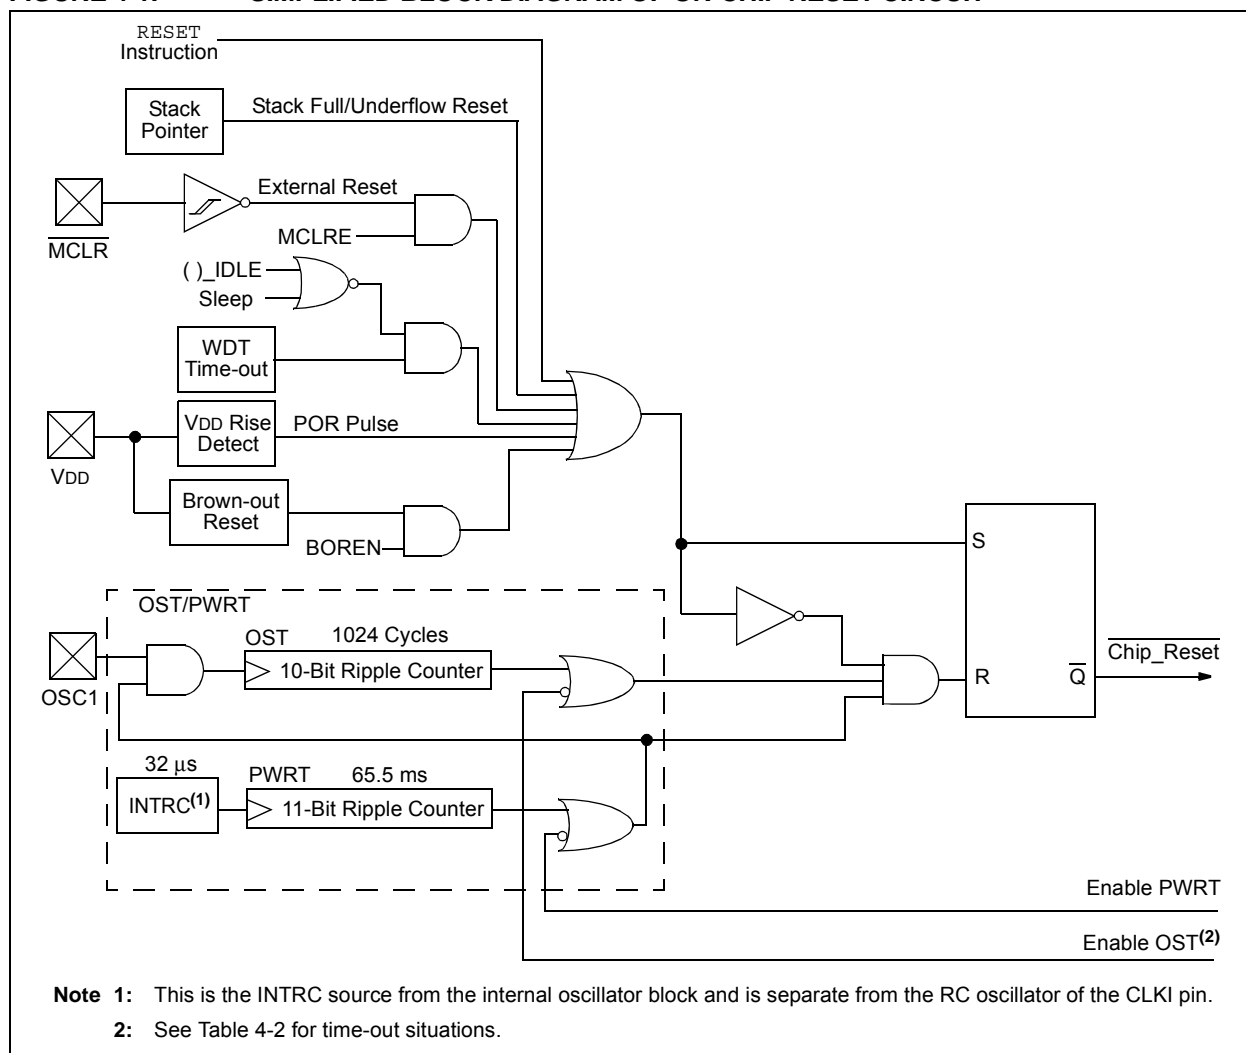 RESET
Instruction
Stack
Pointer
Stack Full/Underflow Reset
MCLR
External Reset
MCLRE
( )_IDLE
Sleep
WDT
Time-out
VDD
VDD Rise
Detect
POR Pulse
Brown-out
Reset
BOREN
S
OST/PWRT
OST 1024 Cycles
10-Bit Ripple Counter
OSC1
R
Q
Chip_Reset
32 μs
INTRC(1)
PWRT 65.5 ms
11-Bit Ripple Counter
Enable PWRT
Enable OST(2)
Note 1: This is the INTRC source from the internal oscillator block and is separate from the RC oscillator of the CLKI pin.
2: See Table 4-2 for time-out situations.